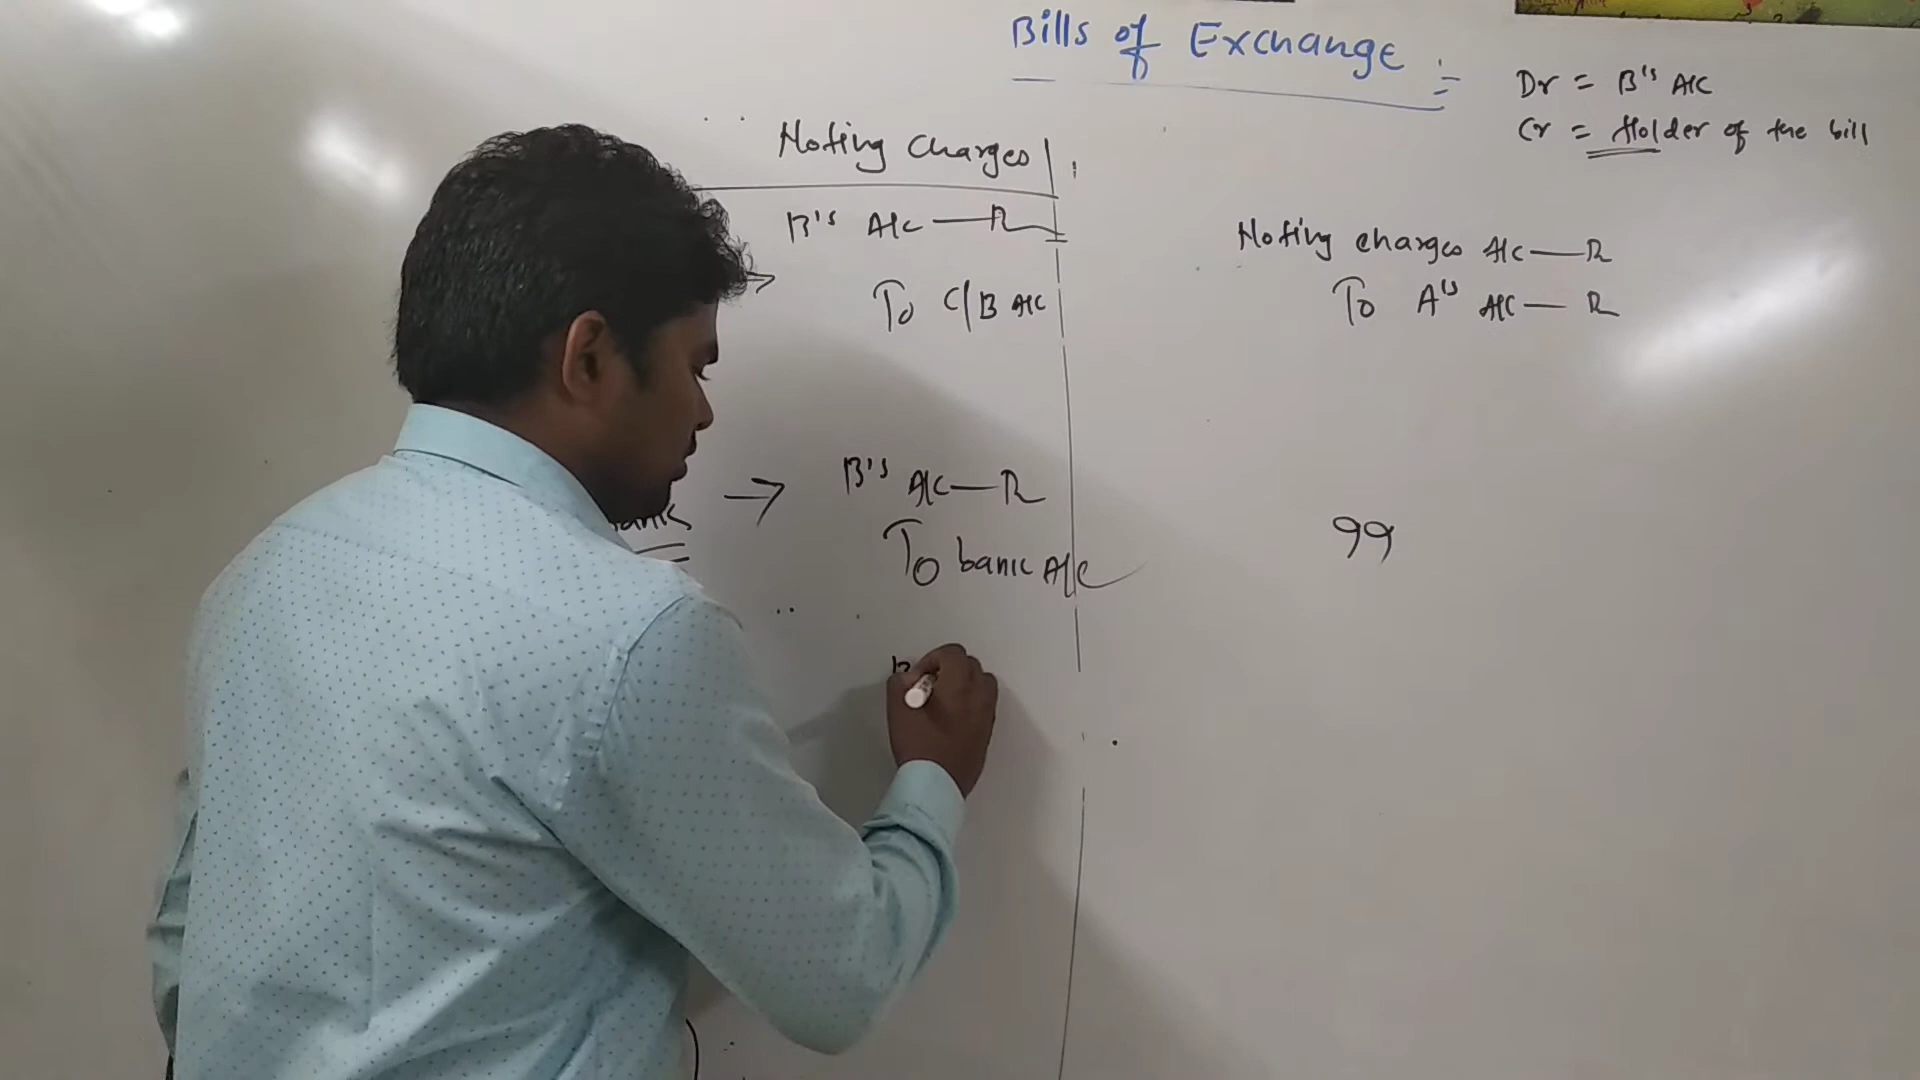 Bills of Exchange :-
Dr = B's A/c
Cr = Holder of the bill
Noting Charges
B's A/c — R
To C/B A/c
B's A/c — R
To bank A/c
B
Noting charges A/c — R
To A's A/c — R
99